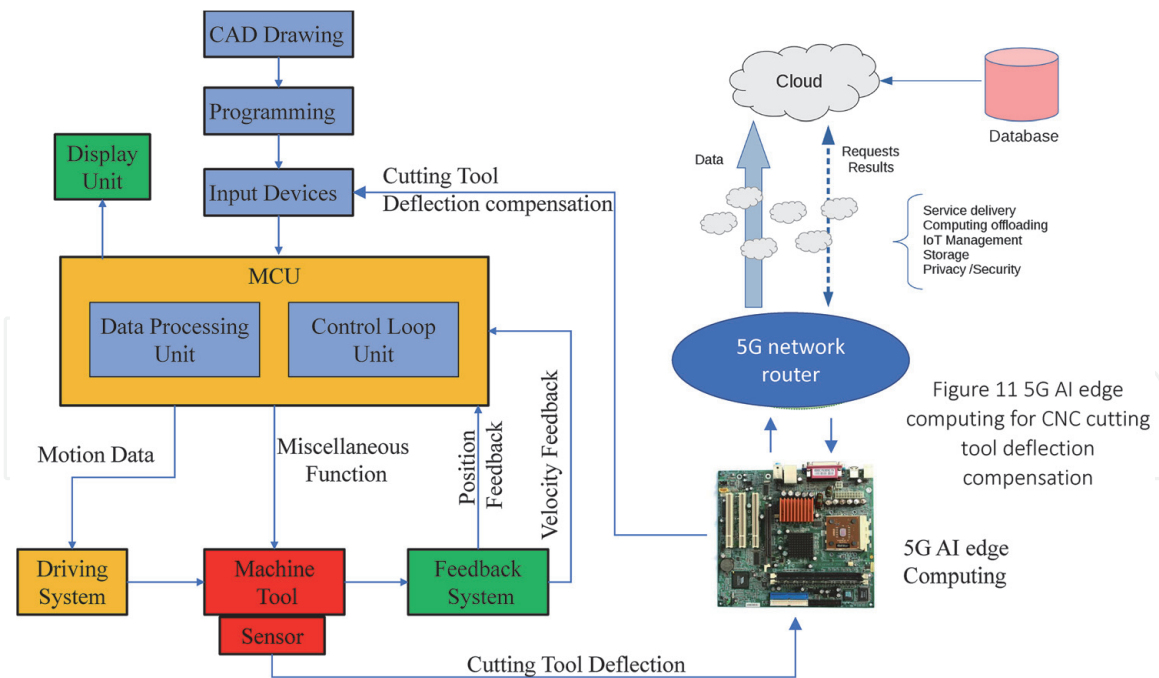 CAD Drawing
Programming
Input Devices
Display
Unit
Cutting Tool
Deflection compensation
MCU
Data Processing
Unit
Control Loop
Unit
Motion Data
Miscellaneous
Function
Position
Feedback
Velocity Feedback
Driving
System
Machine
Tool
Feedback
System
Sensor
Cutting Tool Deflection
Cloud
Database
Data
Requests
Results
Service delivery
Computing offloading
IoT Management
Storage
Privacy /Security
5G network
router
Figure 11 5G AI edge
computing for CNC cutting
tool deflection
compensation
5G AI edge
Computing